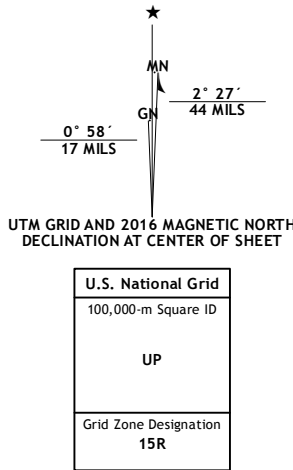 ★
MN
GN
2° 27´
44 MILS
0° 58´
17 MILS
UTM GRID AND 2016 MAGNETIC NORTH
DECLINATION AT CENTER OF SHEET
U.S. National Grid
100,000-m Square ID
UP
Grid Zone Designation
15R